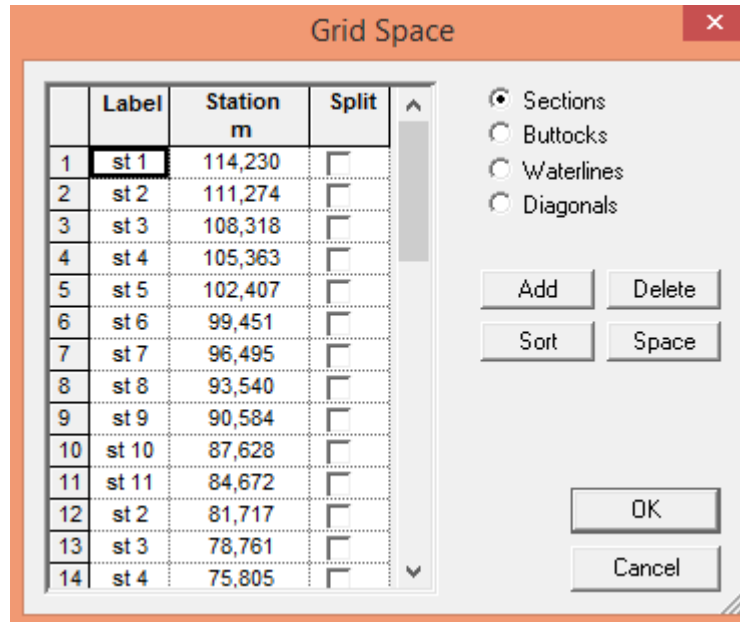 Grid Space
Label Station m Split
1 st 1 114,230
2 st 2 111,274
3 st 3 108,318
4 st 4 105,363
5 st 5 102,407
6 st 6 99,451
7 st 7 96,495
8 st 8 93,540
9 st 9 90,584
10 st 10 87,628
11 st 11 84,672
12 st 2 81,717
13 st 3 78,761
14 st 4 75,805
Sections
Buttocks
Waterlines
Diagonals
Add Delete
Sort Space
OK
Cancel